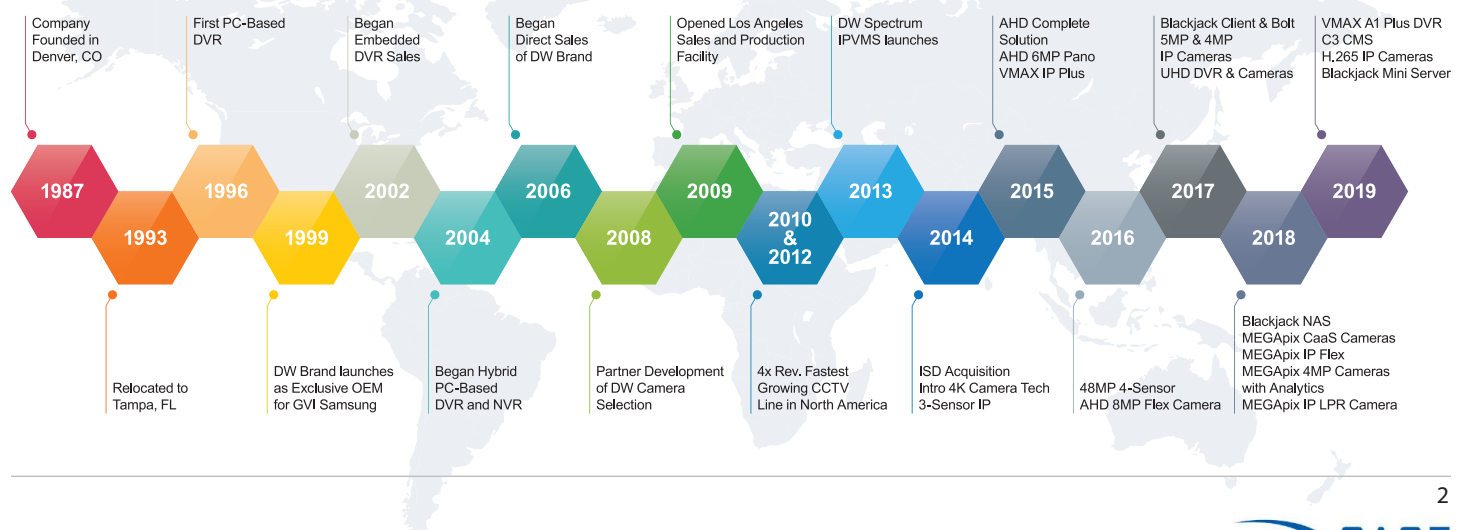 Company
Founded in
Denver, CO
First PC-Based
DVR
Began
Embedded
DVR Sales
Began
Direct Sales
of DW Brand
Opened Los Angeles
Sales and Production
Facility
DW Spectrum
IPVMS launches
AHD Complete
Solution
AHD 6MP Pano
VMAX IP Plus
Blackjack Client & Bolt
5MP & 4MP
IP Cameras
UHD DVR & Cameras
VMAX A1 Plus DVR
C3 CMS
H.265 IP Cameras
Blackjack Mini Server
1987
1993
1996
1999
2002
2004
2006
2008
2009
2010
&
2012
2013
2014
2015
2016
2017
2018
2019
Relocated to
Tampa, FL
DW Brand launches
as Exclusive OEM
for GVI Samsung
Began Hybrid
PC-Based
DVR and NVR
Partner Development
of DW Camera
Selection
4x Rev. Fastest
Growing CCTV
Line in North America
ISD Acquisition
Intro 4K Camera Tech
3-Sensor IP
48MP 4-Sensor
AHD 8MP Flex Camera
Blackjack NAS
MEGApix CaaS Cameras
MEGApix IP Flex
MEGApix 4MP Cameras
with Analytics
MEGApix IP LPR Camera
2